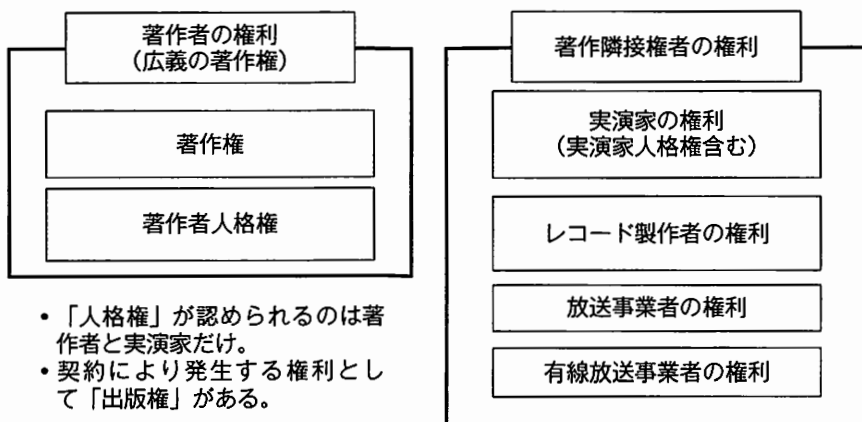 著作者の権利
（広義の著作権）
著作権
著作者人格権
• 「人格権」が認められるのは著
作者と実演家だけ。
• 契約により発生する権利とし
て「出版権」がある。
著作隣接権者の権利
実演家の権利
（実演家人格権含む）
レコード製作者の権利
放送事業者の権利
有線放送事業者の権利